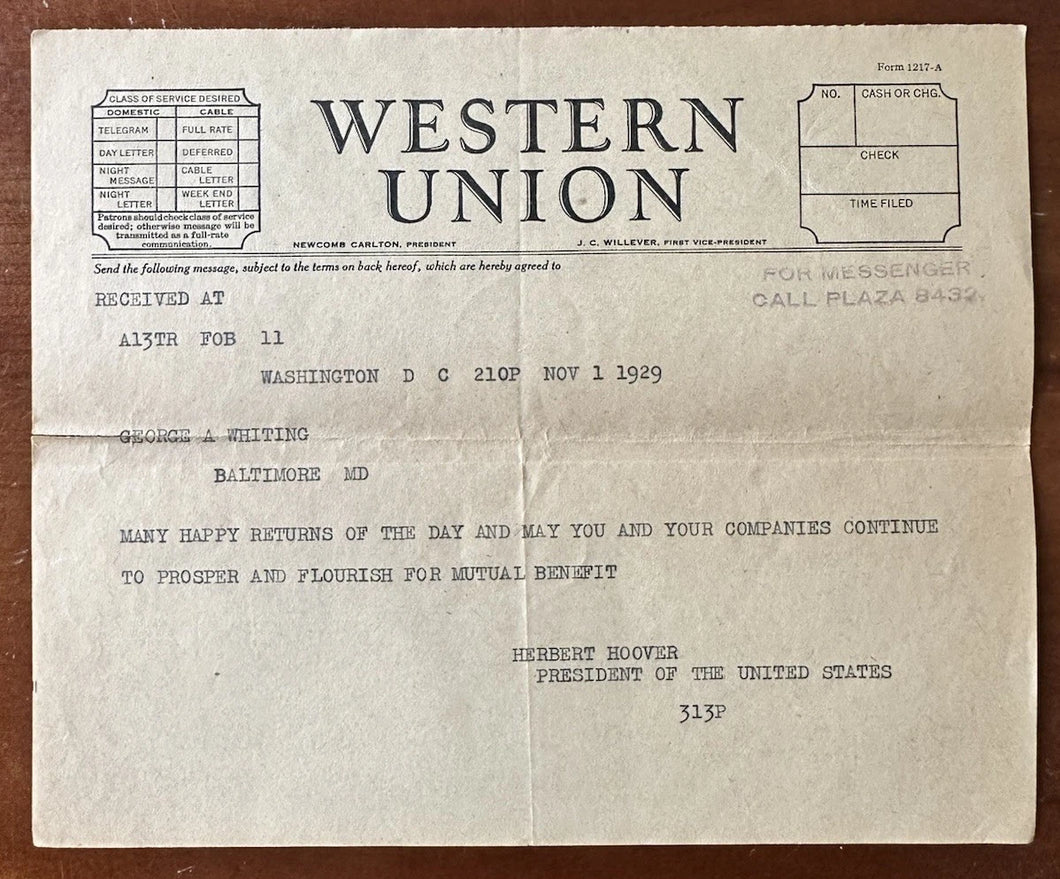 Form 1217-A
CLASS OF SERVICE DESIRED
DOMESTIC CABLE
TELEGRAM FULL RATE
DAY LETTER DEFERRED
NIGHT MESSAGE CABLE LETTER
NIGHT LETTER WEEK END LETTER
Patrons should check class of service
desired; otherwise message will be
transmitted as a full-rate
communication.
WESTERN
UNION
NEWCOMB CARLTON, PRESIDENT J. C. WILLEVER, FIRST VICE-PRESIDENT
NO. CASH OR CHG.
CHECK
TIME FILED
Send the following message, subject to the terms on back hereof, which are hereby agreed to
FOR MESSENGER
CALL PLAZA 8432
RECEIVED AT
A13TR FOB 11
WASHINGTON D C 210P NOV 1 1929
GEORGE A WHITING
BALTIMORE MD
MANY HAPPY RETURNS OF THE DAY AND MAY YOU AND YOUR COMPANIES CONTINUE
TO PROSPER AND FLOURISH FOR MUTUAL BENEFIT
HERBERT HOOVER
PRESIDENT OF THE UNITED STATES
313P